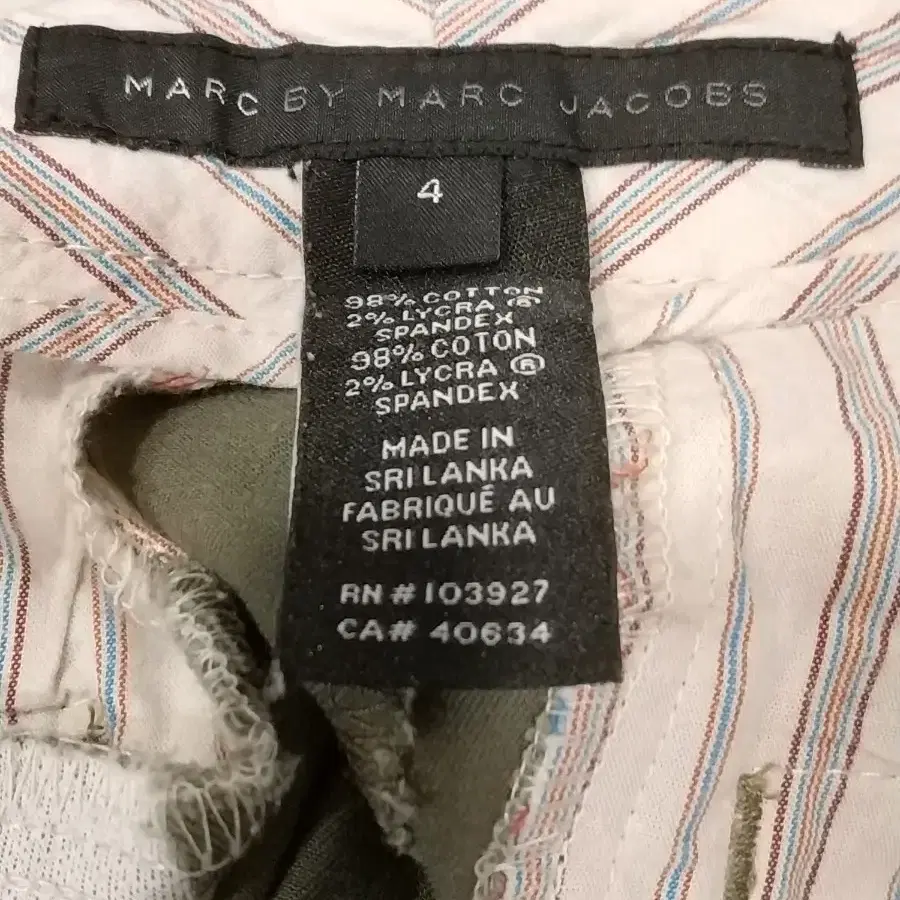 MARC BY MARC JACOBS
4
98% COTTON
2% LYCRA ®
SPANDEX
98% COTON
2% LYCRA ®
SPANDEX
MADE IN
SRI LANKA
FABRIQUÉ AU
SRI LANKA
RN # 103927
CA# 40634